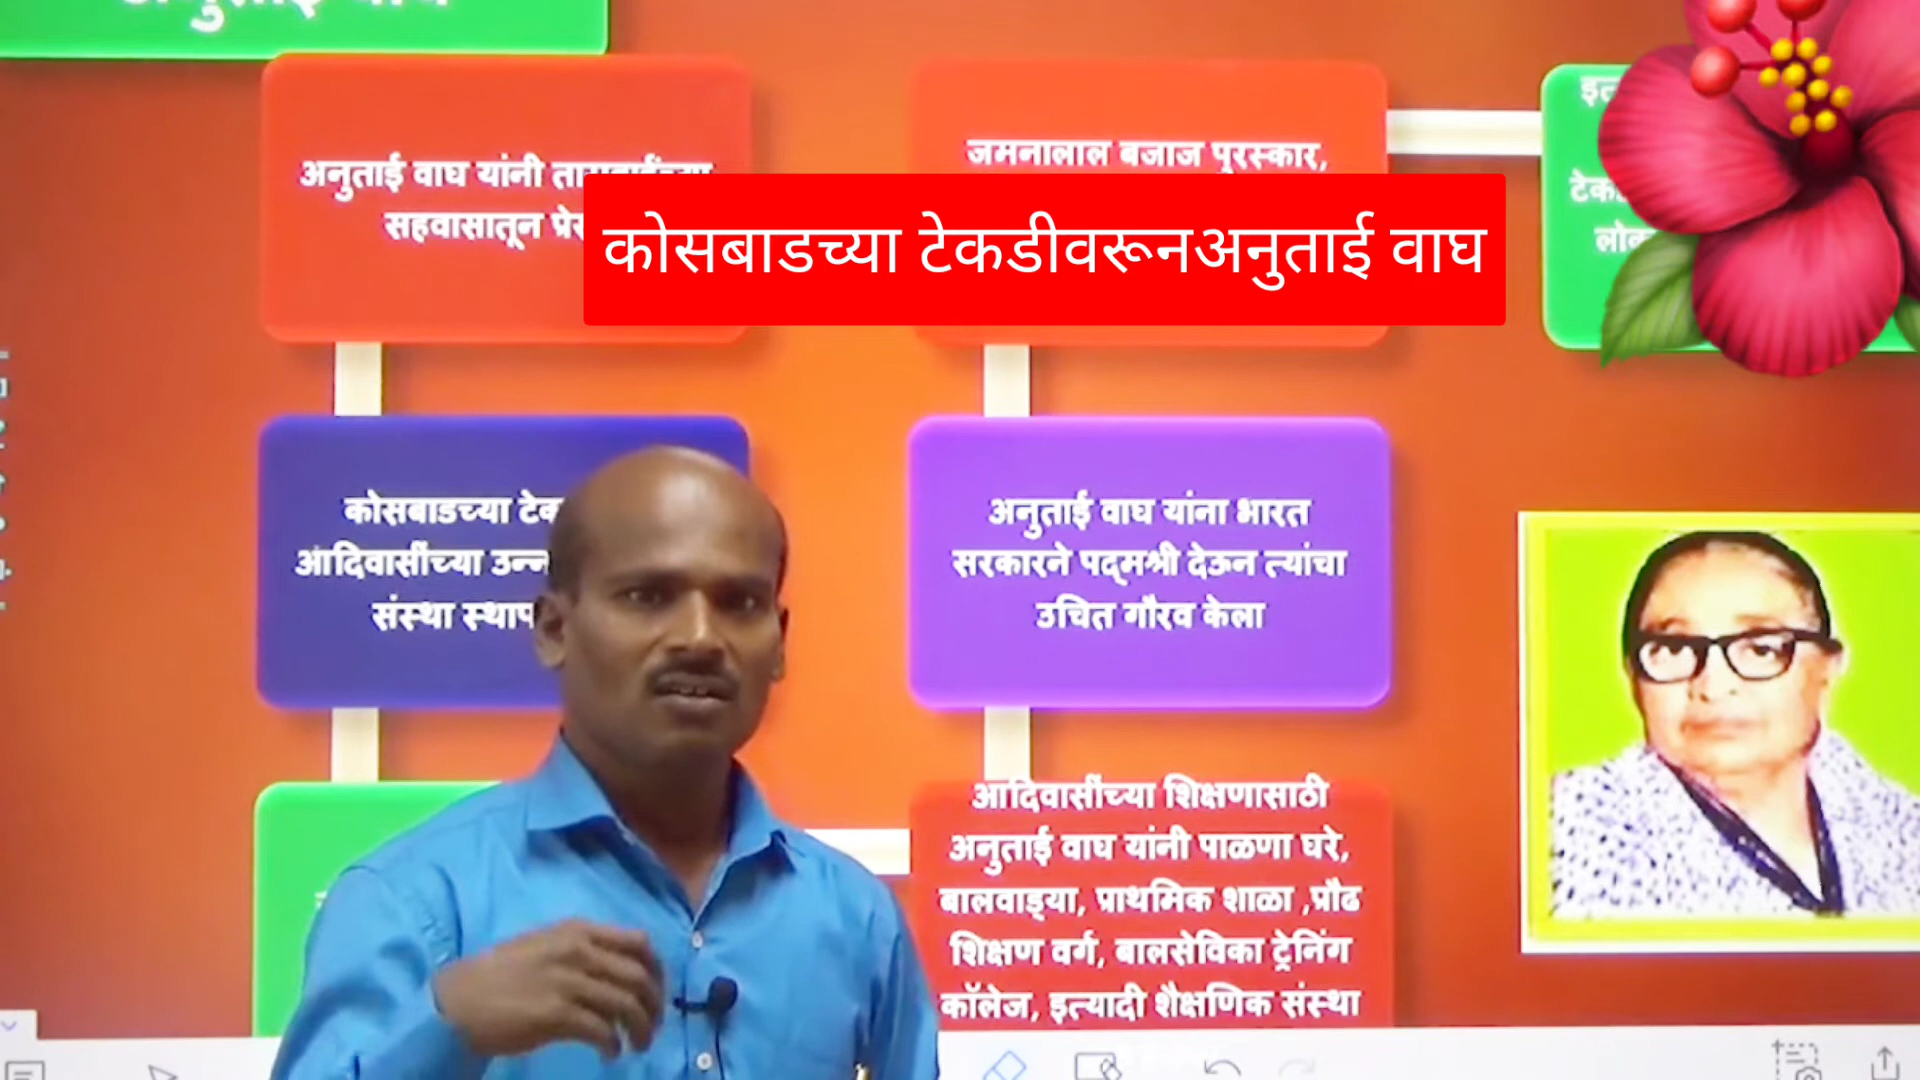 अनुताई वाघ
अनुताई वाघ यांनी
सहवासातून
जमनालाल बजाज पूरस्कार,
कोसबाडच्या टेकडीवरूनअनुताई वाघ
कोसबाडच्या
आदिवासींच्या
संस्था
अनुताई वाघ यांना भारत
सरकारने पद्मश्री देऊन त्यांचा
उचित गौरव केला
आदिवासींच्या शिक्षणासाठी
अनुताई वाघ यांनी पाळणा घरे,
बालवाड्या, प्राथमिक शाळा ,प्रौढ
शिक्षण वर्ग, बालसेविका ट्रेनिंग
कॉलेज, इत्यादी शैक्षणिक संस्था